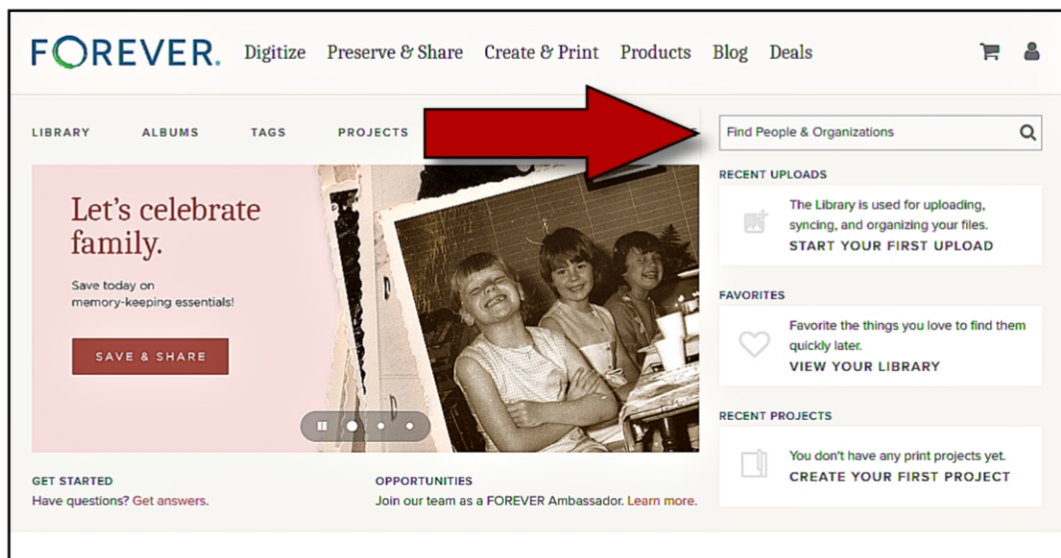 FOREVER.
Digitize Preserve & Share Create & Print Products Blog Deals
LIBRARY ALBUMS TAGS PROJECTS
Find People & Organizations
Let's celebrate
family.
Save today on
memory-keeping essentials!
SAVE & SHARE
RECENT UPLOADS
The Library is used for uploading,
syncing, and organizing your files.
START YOUR FIRST UPLOAD
FAVORITES
Favorite the things you love to find them
quickly later.
VIEW YOUR LIBRARY
RECENT PROJECTS
You don't have any print projects yet.
CREATE YOUR FIRST PROJECT
GET STARTED
Have questions? Get answers.
OPPORTUNITIES
Join our team as a FOREVER Ambassador. Learn more.